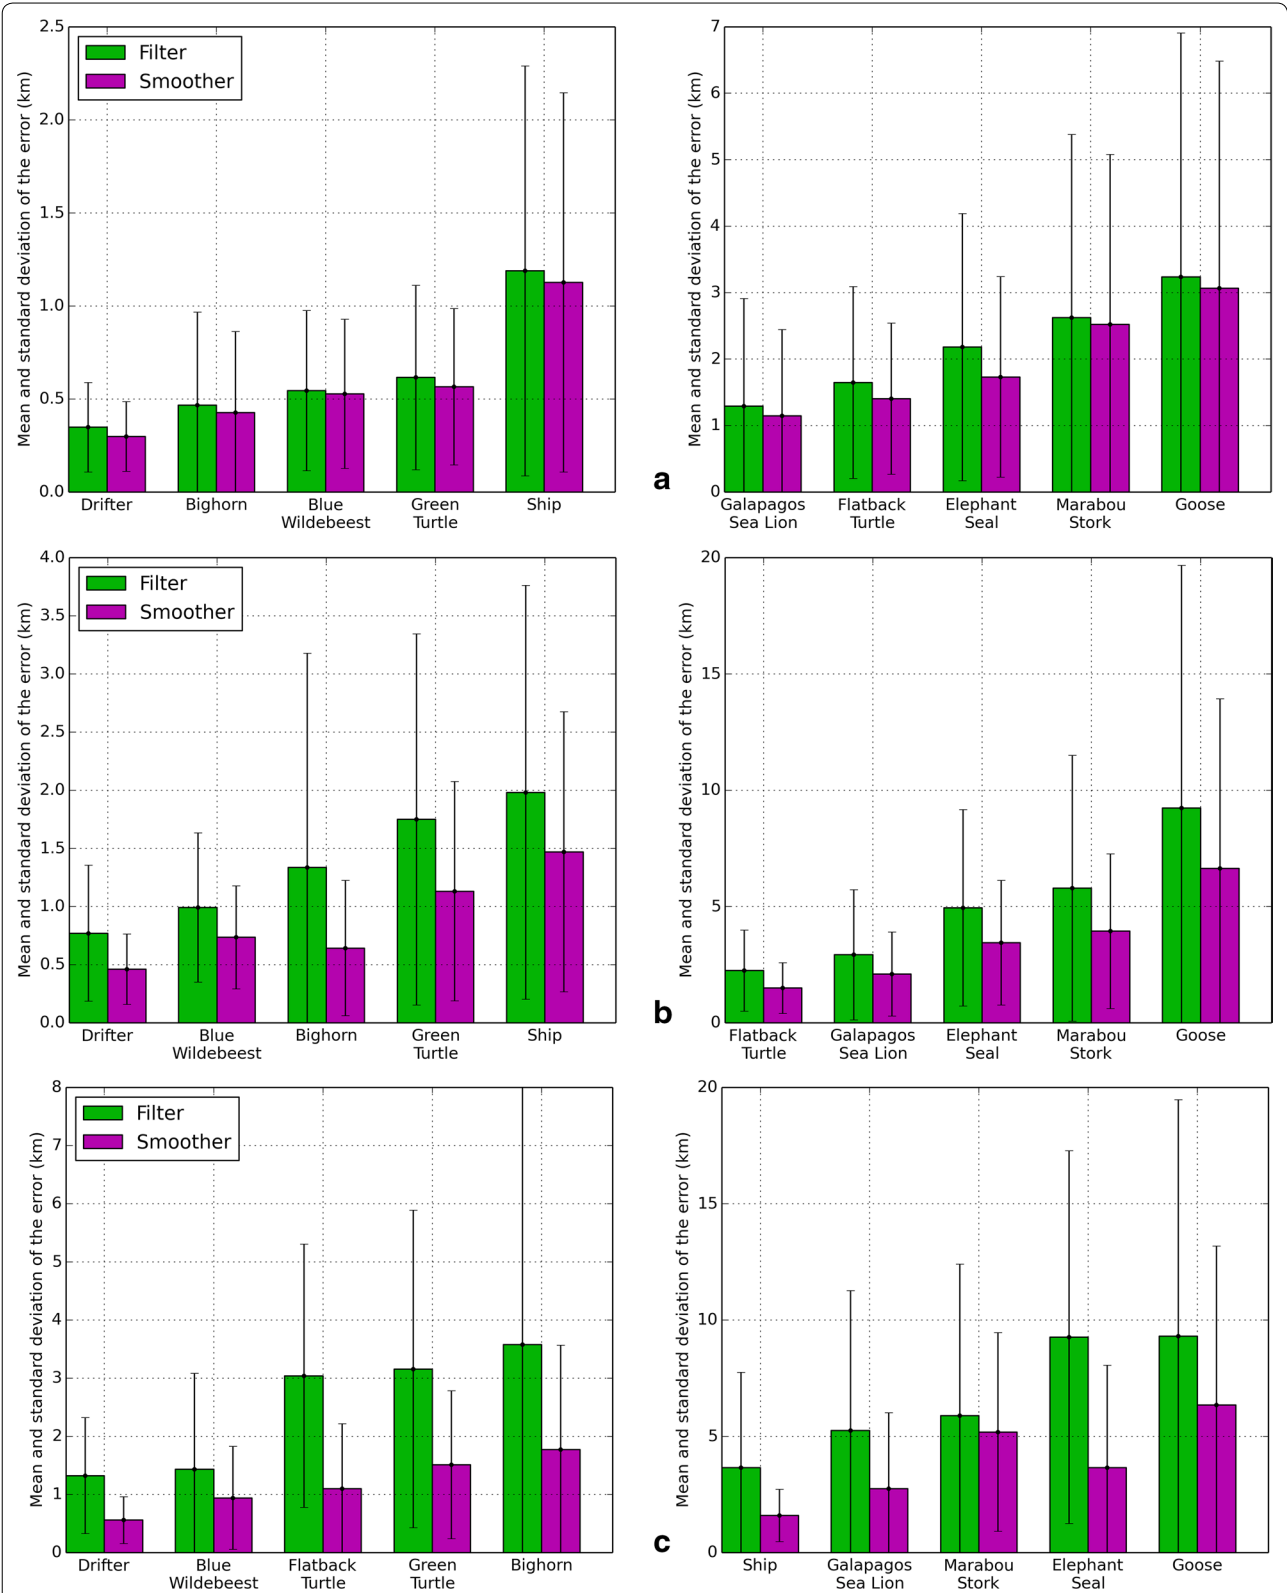 Mean and standard deviation of the error (km)
2.5
2.0
1.5
1.0
0.5
0.0
Filter
Smoother
Drifter
Bighorn
Blue
Wildebeest
Green
Turtle
Ship
a
Mean and standard deviation of the error (km)
7
6
5
4
3
2
1
0
Galapagos
Sea Lion
Flatback
Turtle
Elephant
Seal
Marabou
Stork
Goose
Mean and standard deviation of the error (km)
4.0
3.5
3.0
2.5
2.0
1.5
1.0
0.5
0.0
Filter
Smoother
Drifter
Blue
Wildebeest
Bighorn
Green
Turtle
Ship
b
Mean and standard deviation of the error (km)
20
15
10
5
0
Flatback
Turtle
Galapagos
Sea Lion
Elephant
Seal
Marabou
Stork
Goose
Mean and standard deviation of the error (km)
8
7
6
5
4
3
2
1
0
Filter
Smoother
Drifter
Blue
Wildebeest
Flatback
Turtle
Green
Turtle
Bighorn
c
Mean and standard deviation of the error (km)
20
15
10
5
0
Ship
Galapagos
Sea Lion
Marabou
Stork
Elephant
Seal
Goose